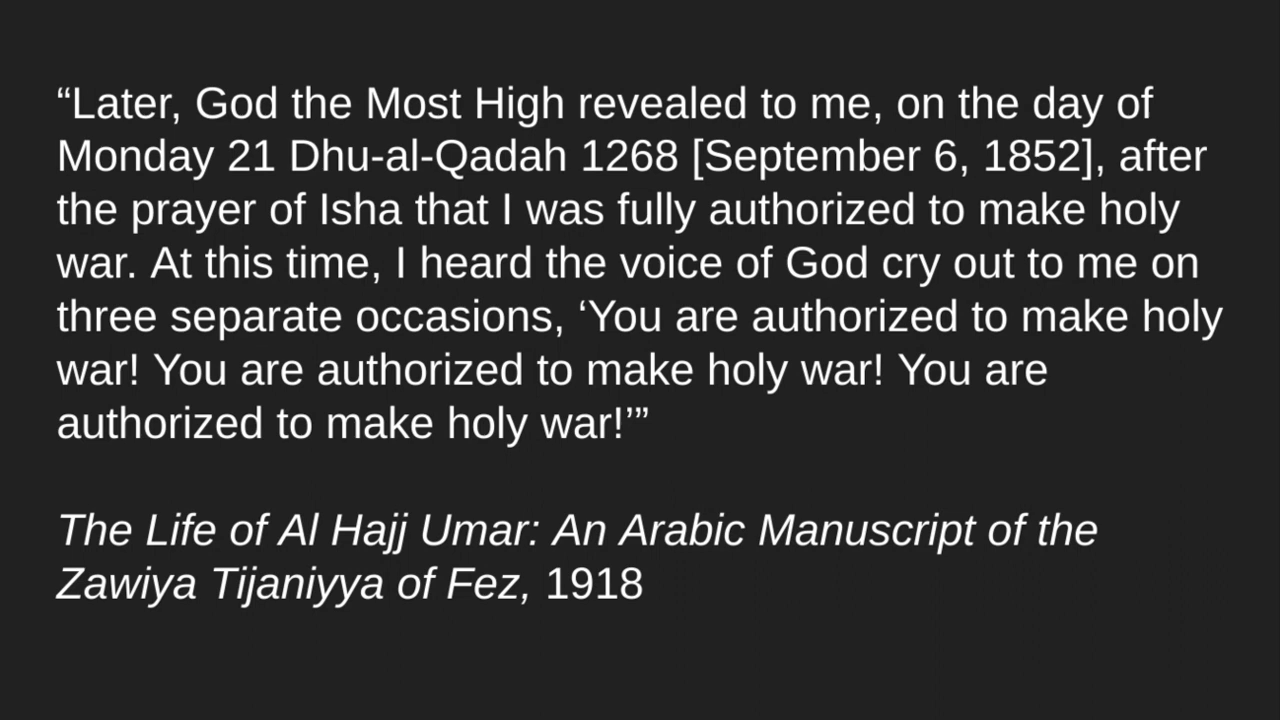 “Later, God the Most High revealed to me, on the day of
Monday 21 Dhu-al-Qadah 1268 [September 6, 1852], after
the prayer of Isha that I was fully authorized to make holy
war. At this time, I heard the voice of God cry out to me on
three separate occasions, ‘You are authorized to make holy
war! You are authorized to make holy war! You are
authorized to make holy war!’”
The Life of Al Hajj Umar: An Arabic Manuscript of the
Zawiya Tijaniyya of Fez, 1918